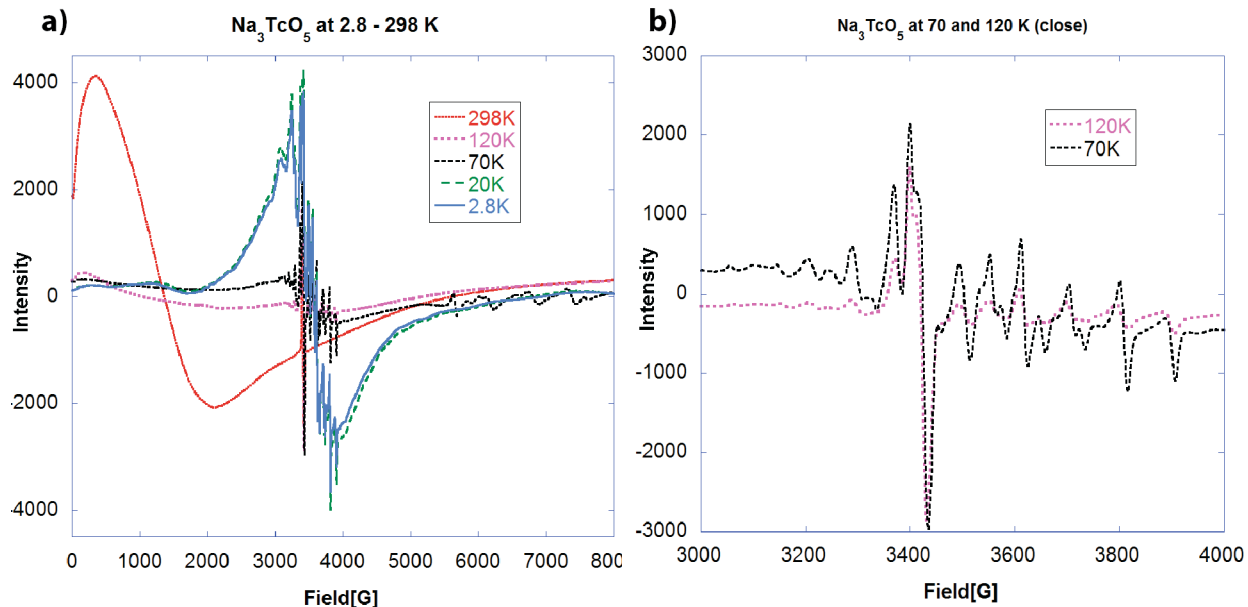 a)
Na3TcO5 at 2.8 - 298 K
4000
2000
0
-2000
-4000
Intensity
298K
120K
70K
20K
2.8K
0 1000 2000 3000 4000 5000 6000 7000 8000
Field[G]
b)
Na3TcO5 at 70 and 120 K (close)
3000
2000
1000
0
-1000
-2000
-3000
Intensity
120K
70K
3000 3200 3400 3600 3800 4000
Field[G]